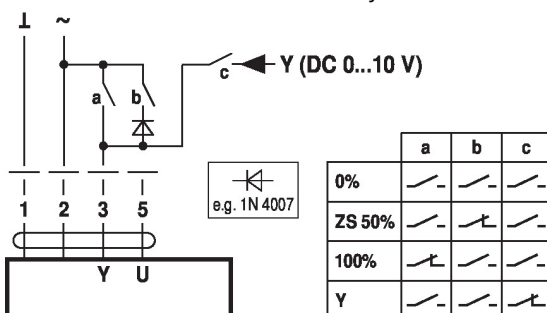 ⊥ ~
a b c Y (DC 0...10 V)
e.g. 1N 4007
1 2 3 5
Y U
a b c
0%
ZS 50%
100%
Y